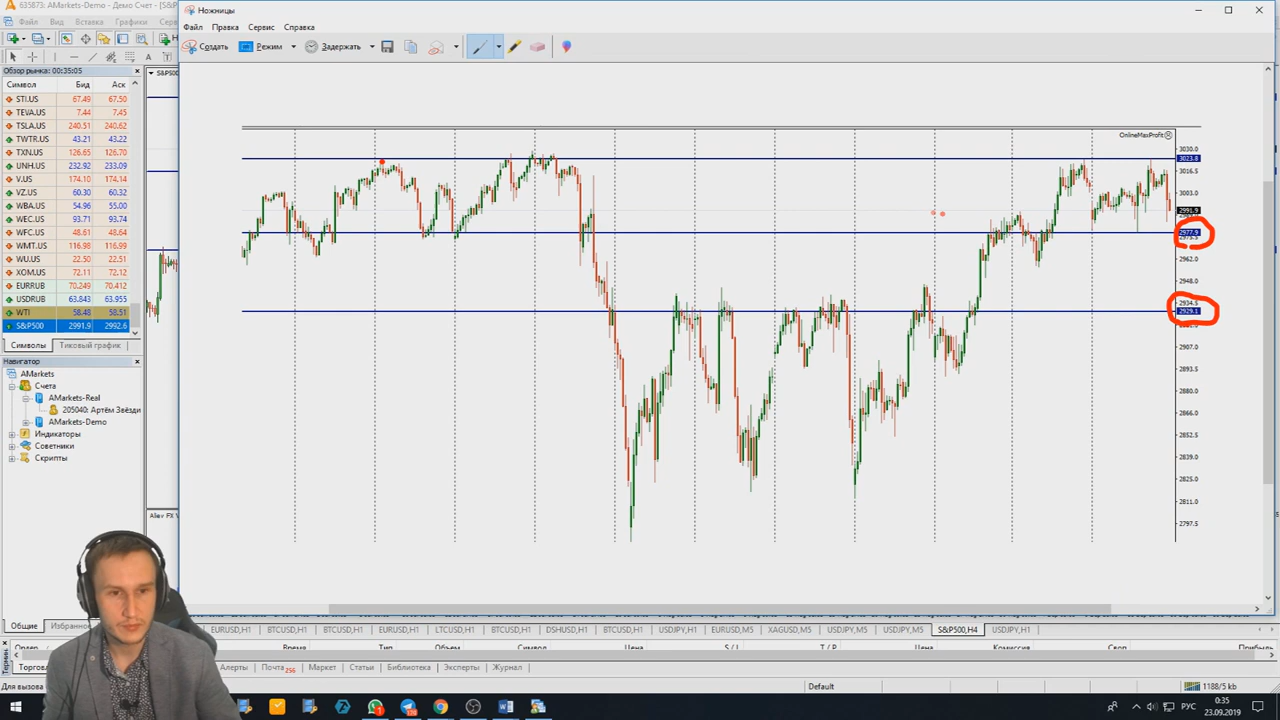 635873: AMarkets-Demo - Демо Счет - [S&P
Ножницы
Файл Вид Вставка Графики
Файл Правка Сервис Справка
Создать Режим Задержать
Обзор рынка: 00:35:05
Символ Бид Аск
STI.US 67.49 67.50
TEVA.US 7.44 7.45
TSLA.US 240.51 240.62
TWTR.US 43.21 43.22
TXN.US 126.65 126.70
UNH.US 232.92 233.09
V.US 174.10 174.14
VZ.US 60.30 60.32
WBA.US 54.96 55.00
WEC.US 93.71 93.74
WFC.US 48.61 48.64
WMT.US 116.98 116.99
WU.US 22.50 22.51
XOM.US 72.11 72.12
EURRUB 70.249 70.412
USDRUB 63.843 63.955
WTI 58.48 58.51
S&P500 2991.9 2992.6
Символы Тиковый график
Навигатор
AMarkets
Счета
AMarkets-Real
205040: Артём Звёзди
AMarkets-Demo
Индикаторы
Советники
Скрипты
Общие Избранное
S&P500
OnlineMaxProfit
3030.0
3023.8
3016.5
3003.0
2991.9
2977.9
2962.0
2948.0
2934.5
2929.1
2907.0
2893.5
2880.0
2866.0
2852.5
2839.0
2825.0
2811.0
2797.5
EURUSD,H1 BTCUSD,H1 BTCUSD,H1 EURUSD,H1 LTCUSD,H1 BTCUSD,H1 DSHUSD,H1 BTCUSD,H1 USDJPY,H1 EURUSD,M5 XAGUSD,M5 USDJPY,M5 USDJPY,M5 S&P500,H4 USDJPY,H1
Ордер Время Тип Объем Символ Цена S / L T / P Цена Комиссия Своп Прибыль
Торгов Алерты Почта 256 Маркет Статьи Библиотека Эксперты Журнал
Для вызова Default 1188/5 kb
РУС 0:35
23.09.2019